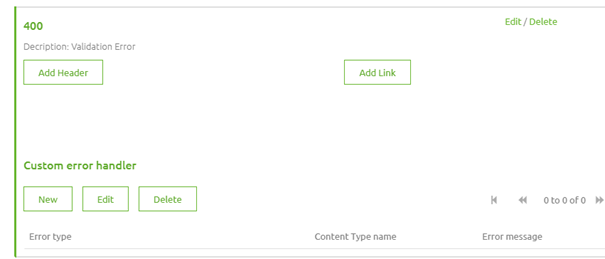 400
Edit / Delete
Decription: Validation Error
Add Header
Add Link
Custom error handler
New Edit Delete
0 to 0 of 0
Error type Content Type name Error message